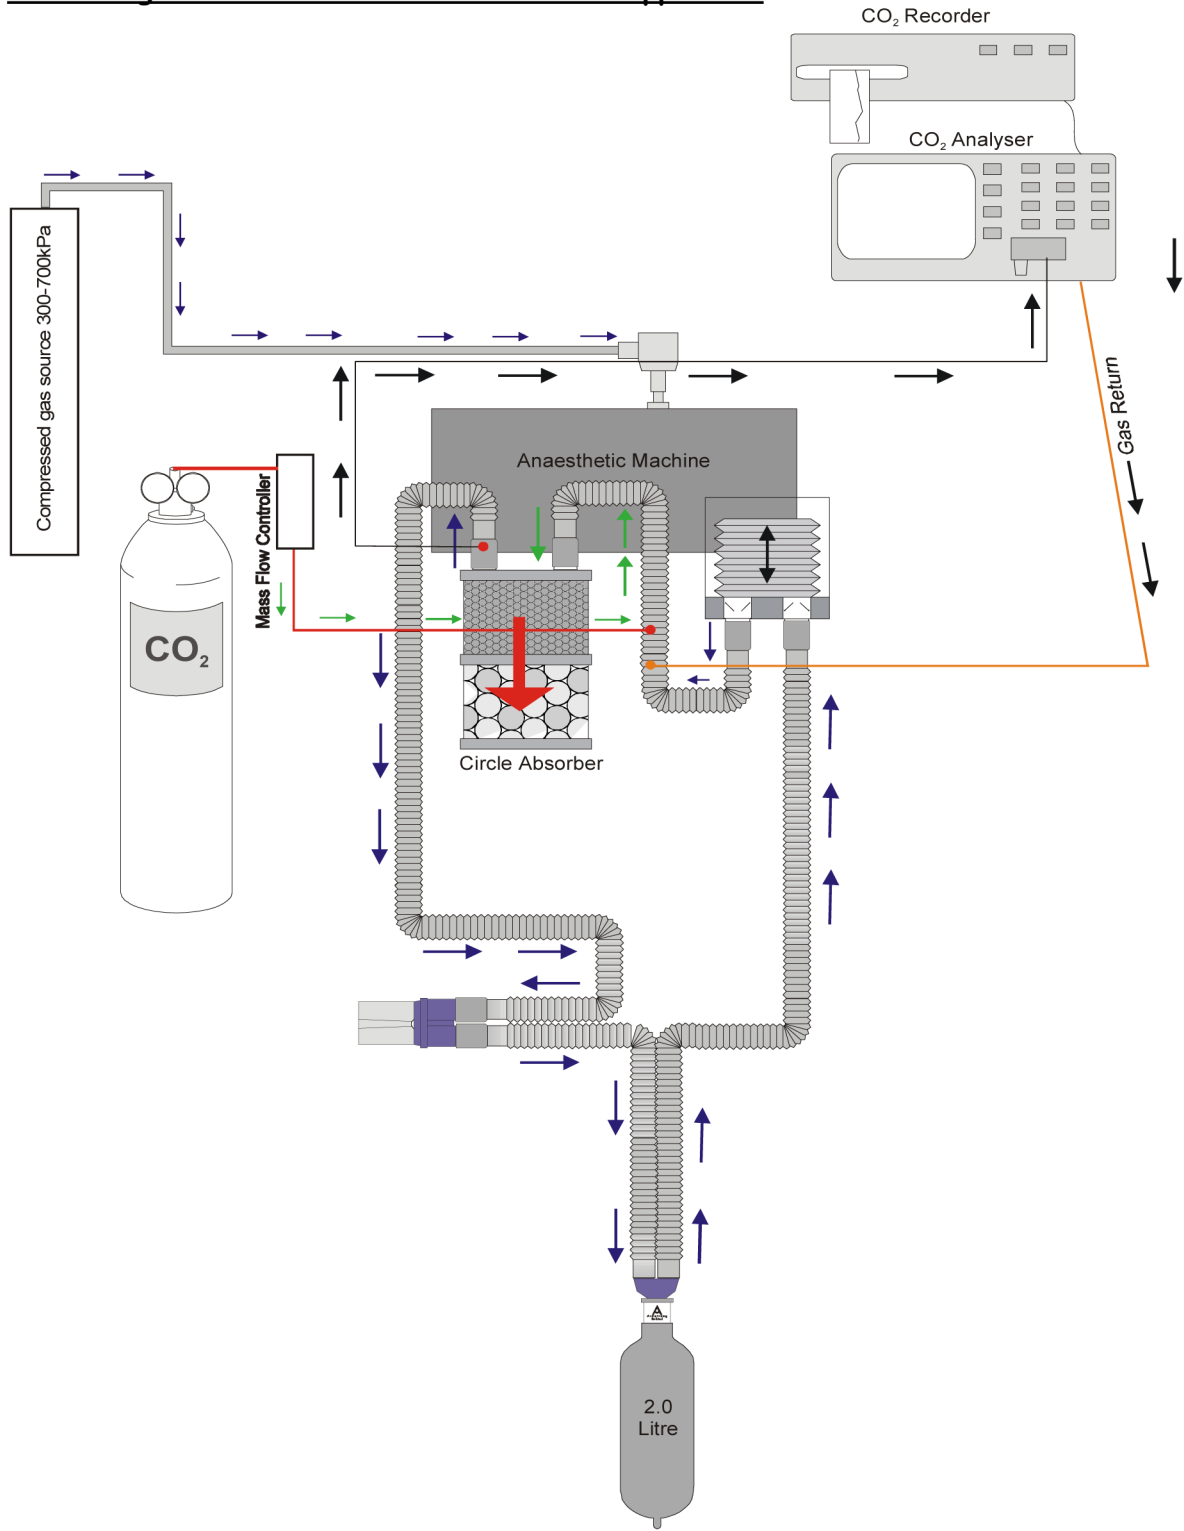 CO₂ Recorder
CO₂ Analyser
Compressed gas source 300-700kPa
Gas Return
Anaesthetic Machine
Mass Flow Controller
CO₂
Circle Absorber
2.0
Litre